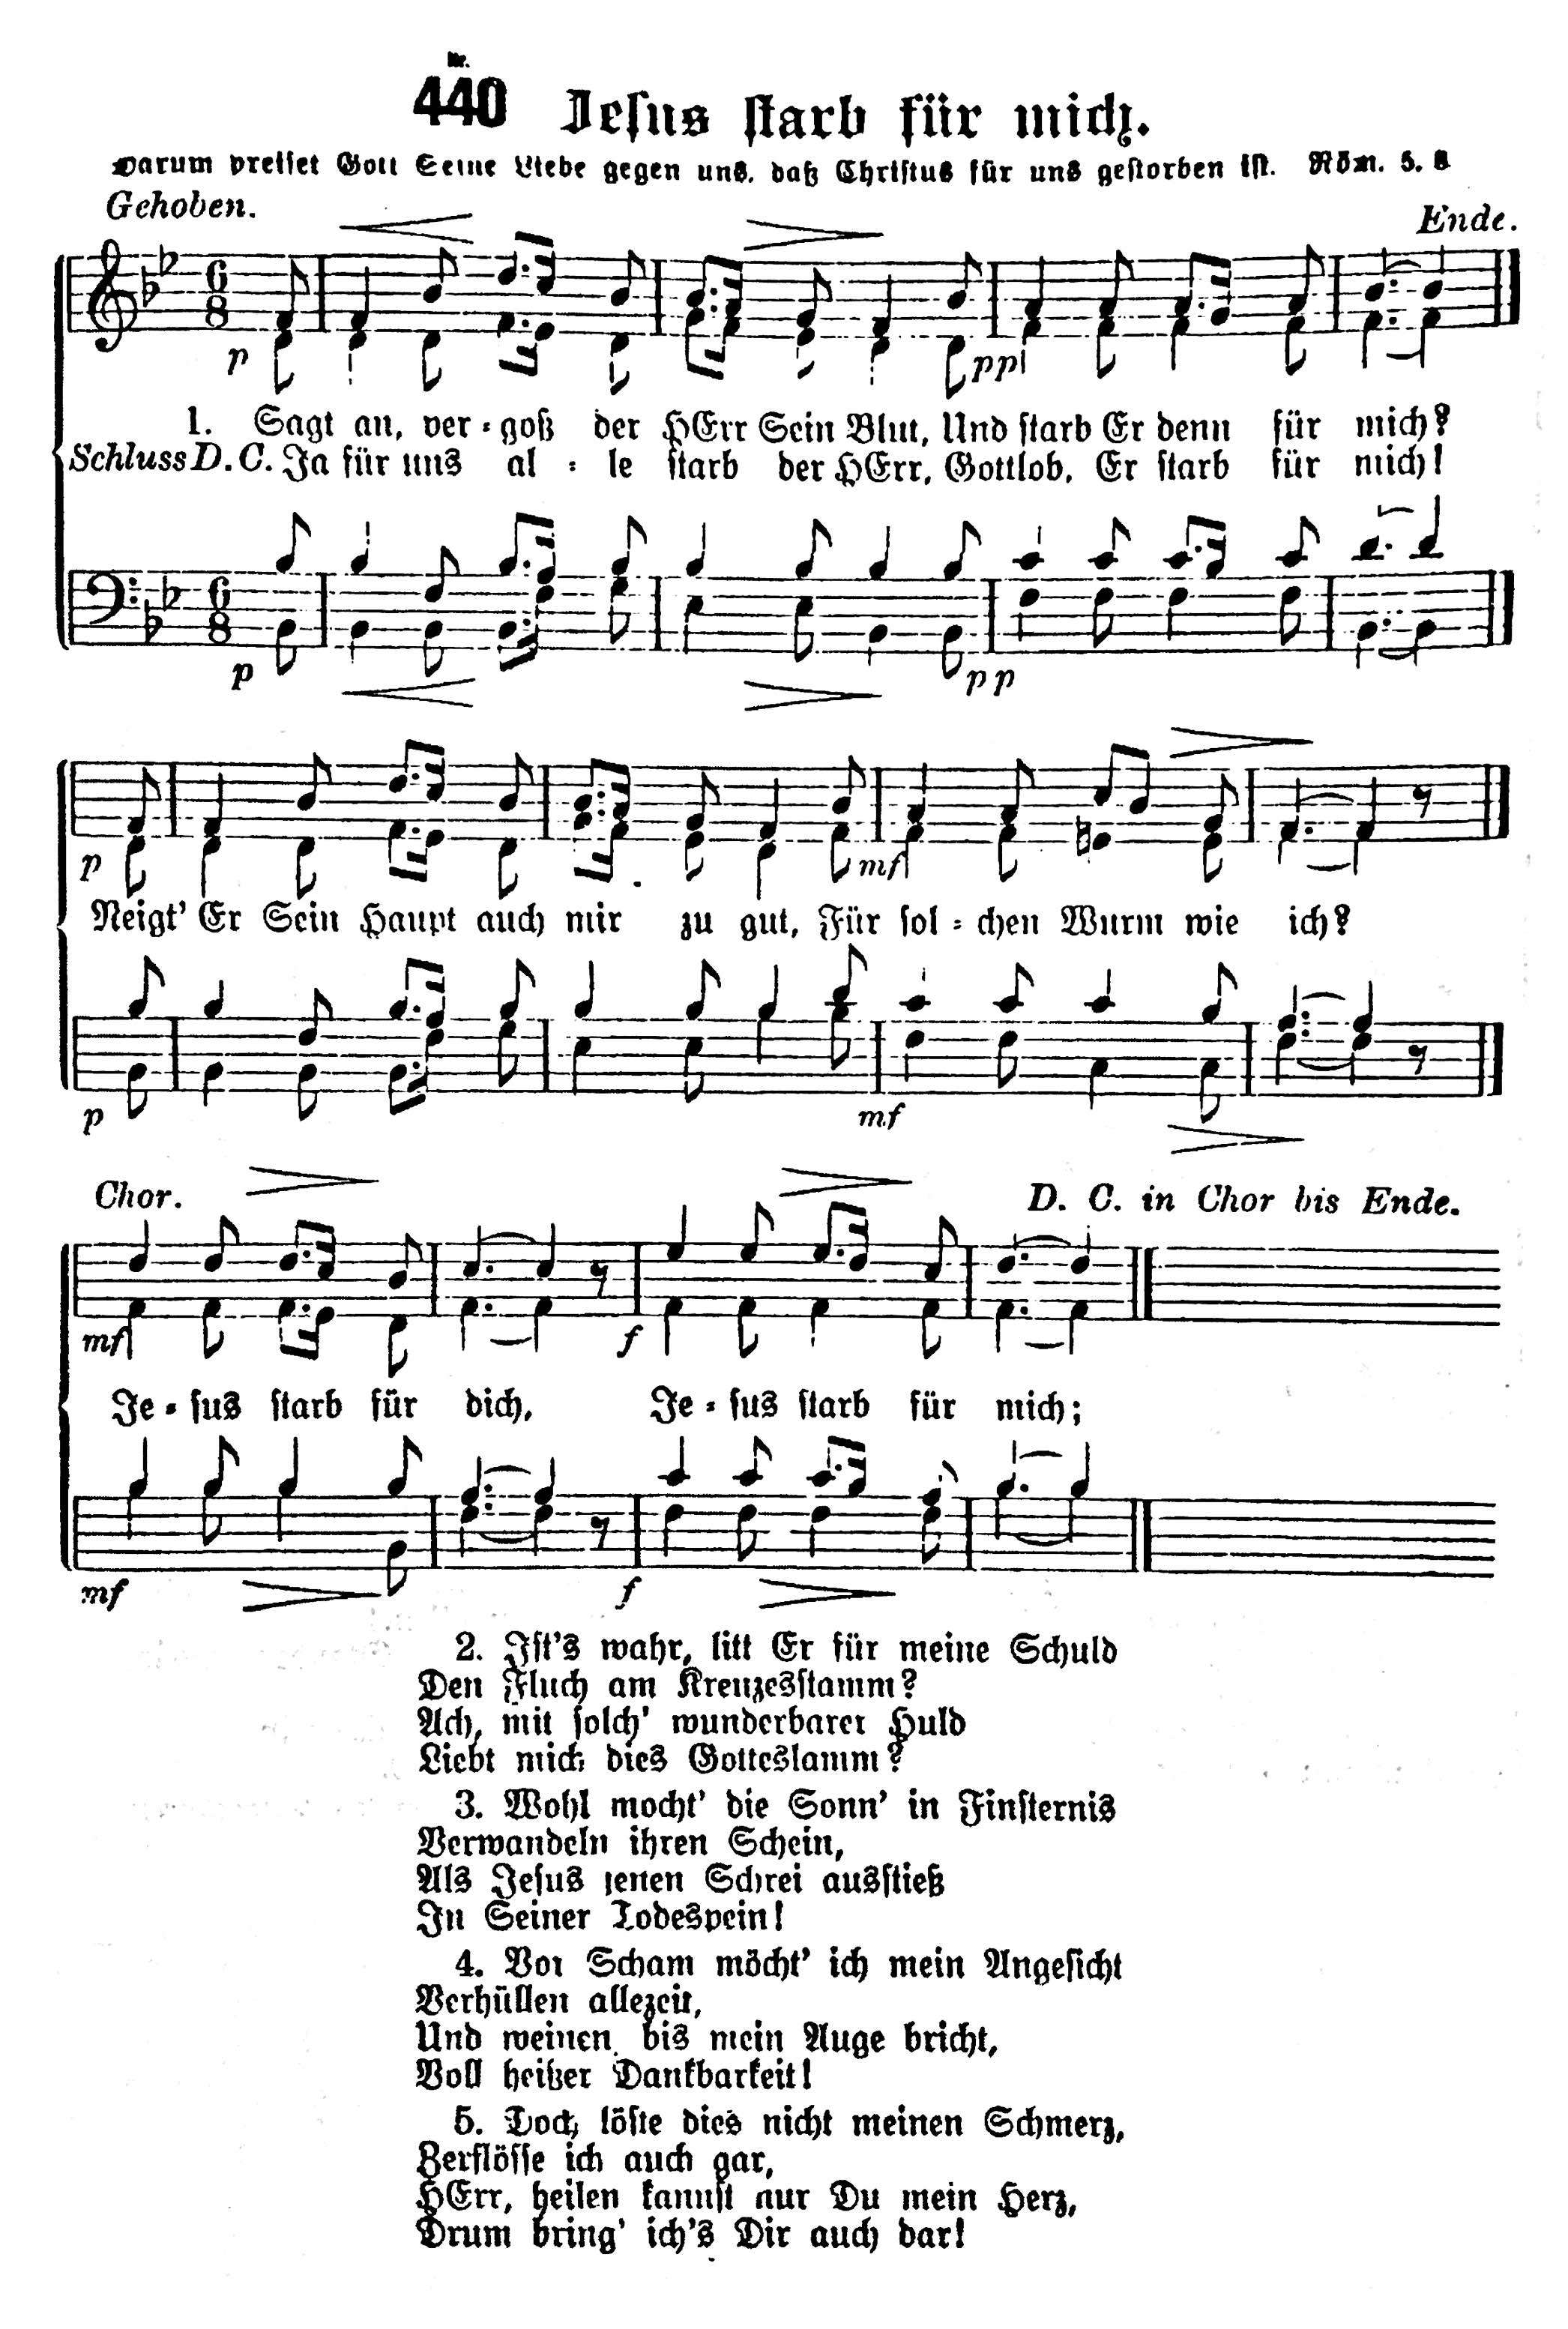 Nr.
440 Jesus starb für mich.
Darum preiset Gott Seine Liebe gegen uns, daß Christus für uns gestorben ist. Röm. 5. 8
Gehoben.
Ende.
p
pp
1. Sagt an, ver-goß der HErr Sein Blut, Und starb Er denn für mich?
Schluss D. C. Ja für uns al-le starb der HErr, Gottlob, Er starb für mich!
p
pp
p
mf
Neigt' Er Sein Haupt auch mir zu gut, Für sol-chen Wurm wie ich?
p
mf
Chor.
D. C. in Chor bis Ende.
mf
f
Je-sus starb für dich, Je-sus starb für mich;
mf
f
2. Ist's wahr, litt Er für meine Schuld
Den Fluch am Kreuzesstamm?
Ach, mit solch' wunderbarer Huld
Liebt mich dies Gotteslamm?
3. Wohl mocht' die Sonn' in Finsternis
Verwandeln ihren Schein,
Als Jesus jenen Schrei ausstieß
In Seiner Todespein!
4. Vor Scham möcht' ich mein Angesicht
Verhüllen allezeit,
Und weinen, bis mein Auge bricht,
Voll heißer Dankbarkeit!
5. Doch löste dies nicht meinen Schmerz,
Zerflösse ich auch gar,
HErr, heilen kannst nur Du mein Herz,
Drum bring' ich's Dir auch dar!